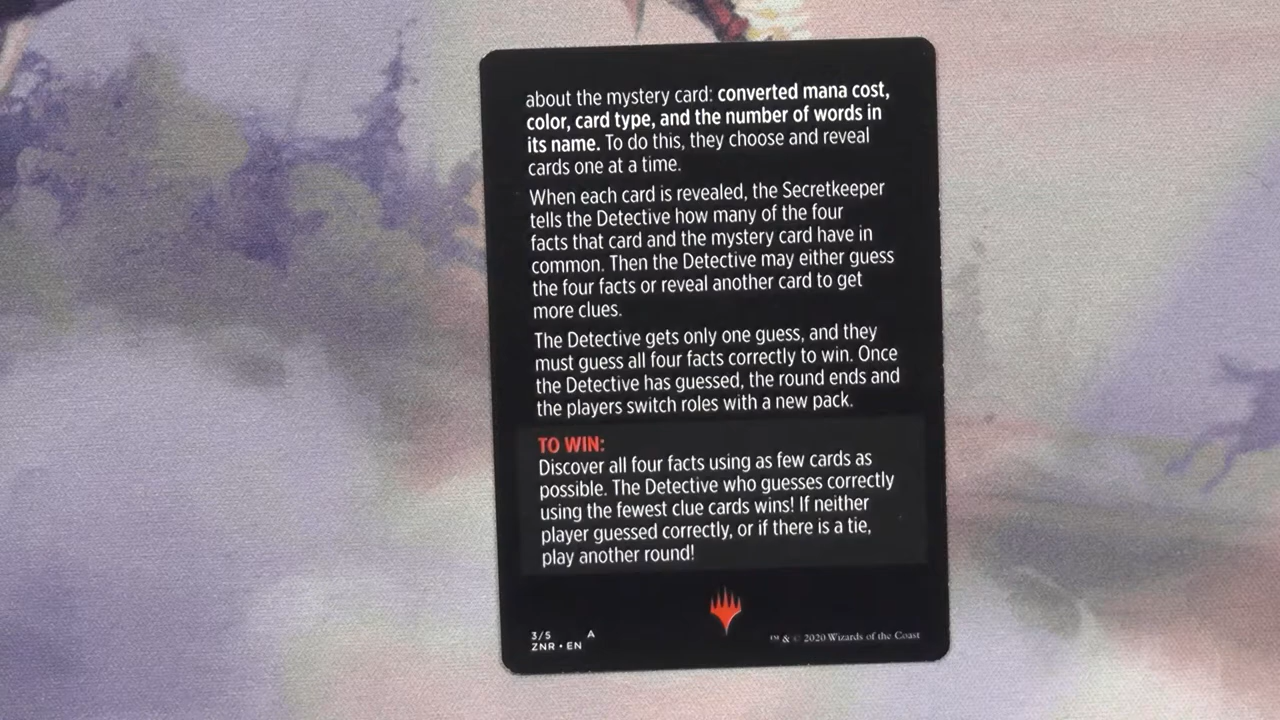 about the mystery card: converted mana cost,
color, card type, and the number of words in
its name. To do this, they choose and reveal
cards one at a time.
When each card is revealed, the Secretkeeper
tells the Detective how many of the four
facts that card and the mystery card have in
common. Then the Detective may either guess
the four facts or reveal another card to get
more clues.
The Detective gets only one guess, and they
must guess all four facts correctly to win. Once
the Detective has guessed, the round ends and
the players switch roles with a new pack.
TO WIN:
Discover all four facts using as few cards as
possible. The Detective who guesses correctly
using the fewest clue cards wins! If neither
player guessed correctly, or if there is a tie,
play another round!
3/5 A
ZNR • EN
™ & © 2020 Wizards of the Coast